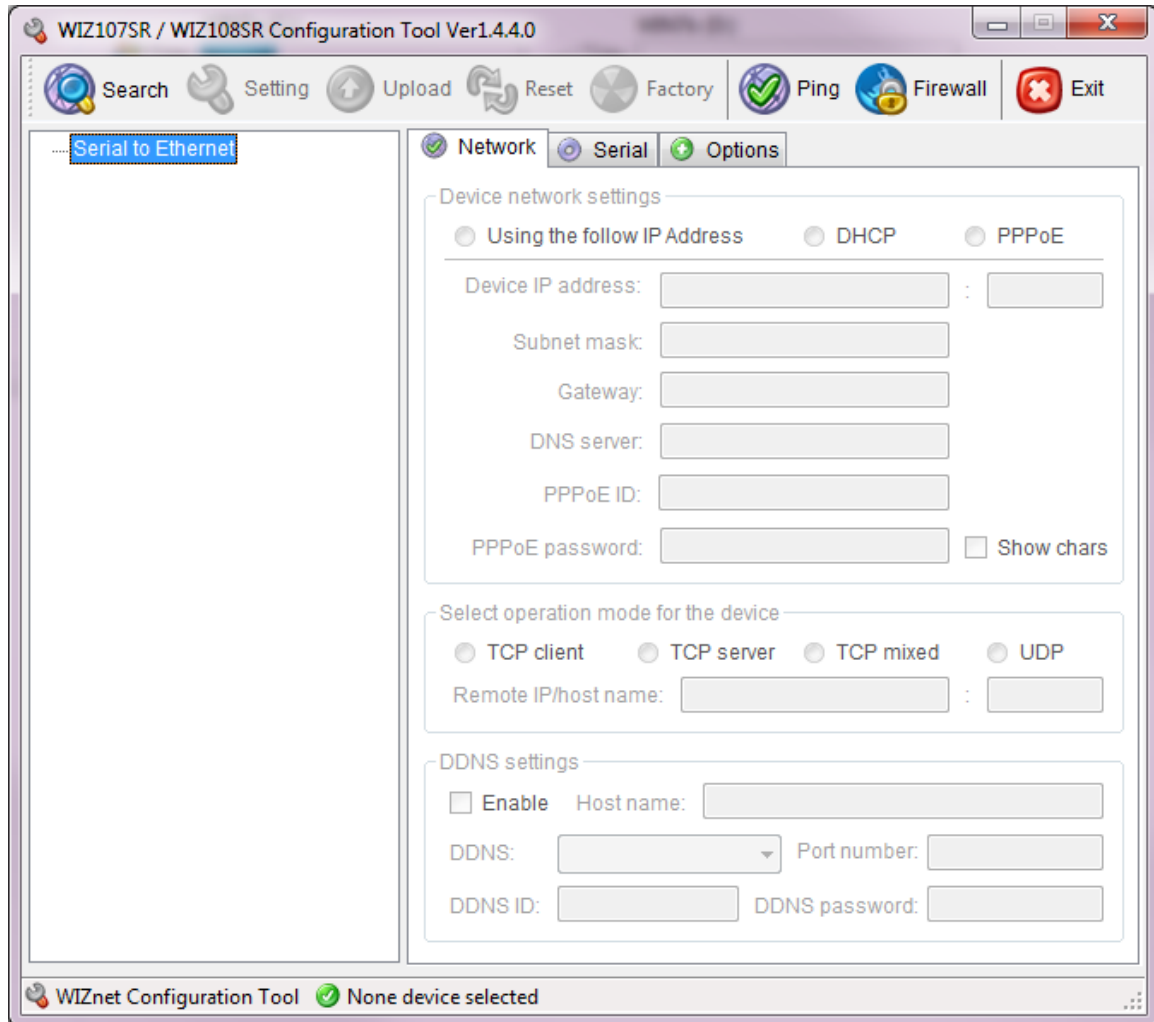 WIZ107SR / WIZ108SR Configuration Tool Ver1.4.4.0
Search Setting Upload Reset Factory Ping Firewall Exit
Serial to Ethernet
Network Serial Options
Device network settings
Using the follow IP Address DHCP PPPoE
Device IP address: :
Subnet mask:
Gateway:
DNS server:
PPPoE ID:
PPPoE password: Show chars
Select operation mode for the device
TCP client TCP server TCP mixed UDP
Remote IP/host name: :
DDNS settings
Enable Host name:
DDNS: Port number:
DDNS ID: DDNS password:
WIZnet Configuration Tool None device selected